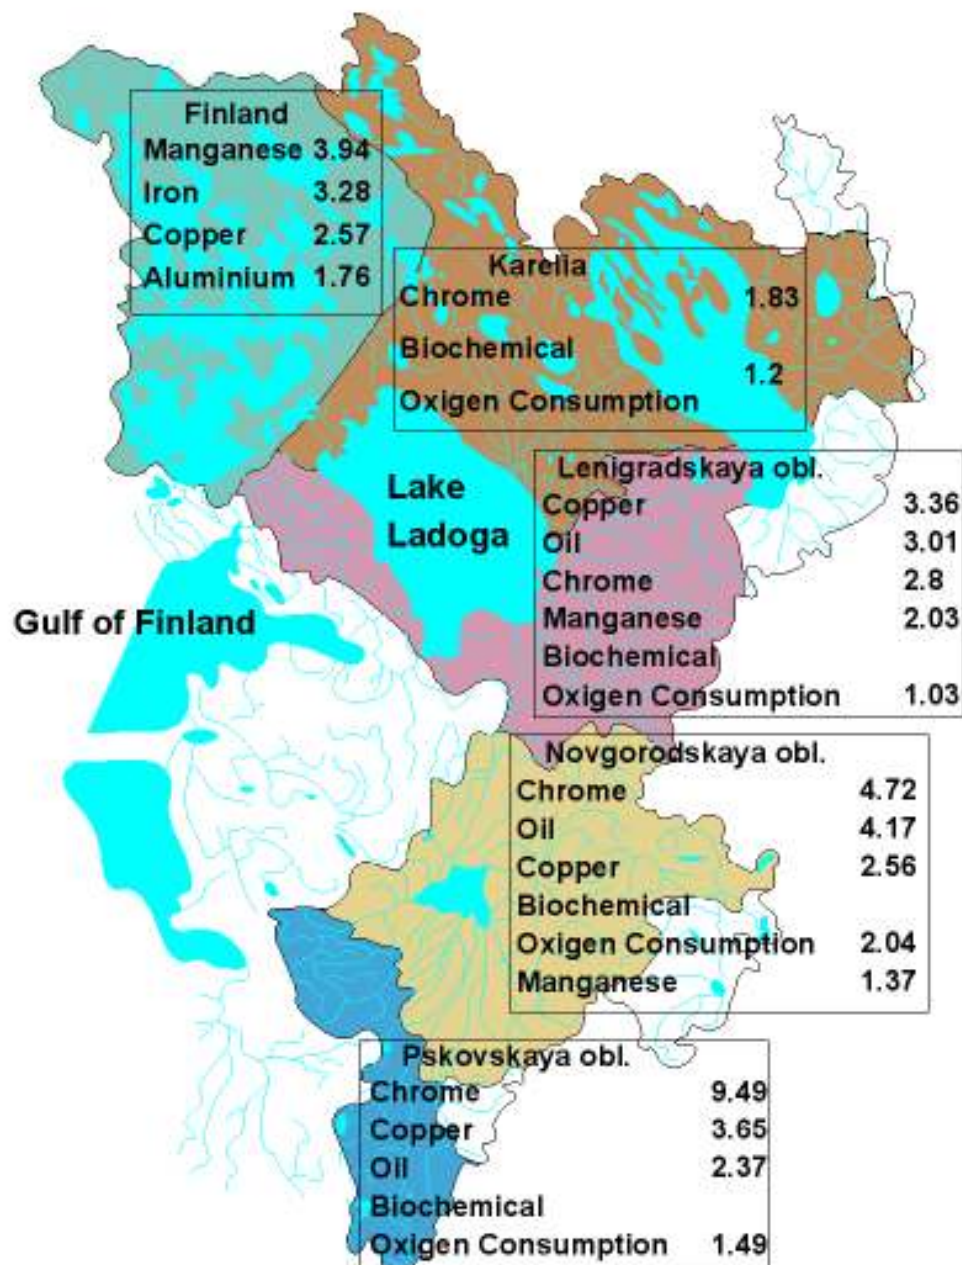 Finland
Manganese 3.94
Iron 3.28
Copper 2.57
Aluminium 1.76
Karelia
Chrome 1.83
Biochemical
1.2
Oxigen Consumption
Lake
Ladoga
Lenigradskaya obl.
Copper 3.36
Oil 3.01
Chrome 2.8
Manganese 2.03
Biochemical
Oxigen Consumption 1.03
Gulf of Finland
Novgorodskaya obl.
Chrome 4.72
Oil 4.17
Copper 2.56
Biochemical
Oxigen Consumption 2.04
Manganese 1.37
Pskovskaya obl.
Chrome 9.49
Copper 3.65
Oil 2.37
Biochemical
Oxigen Consumption 1.49